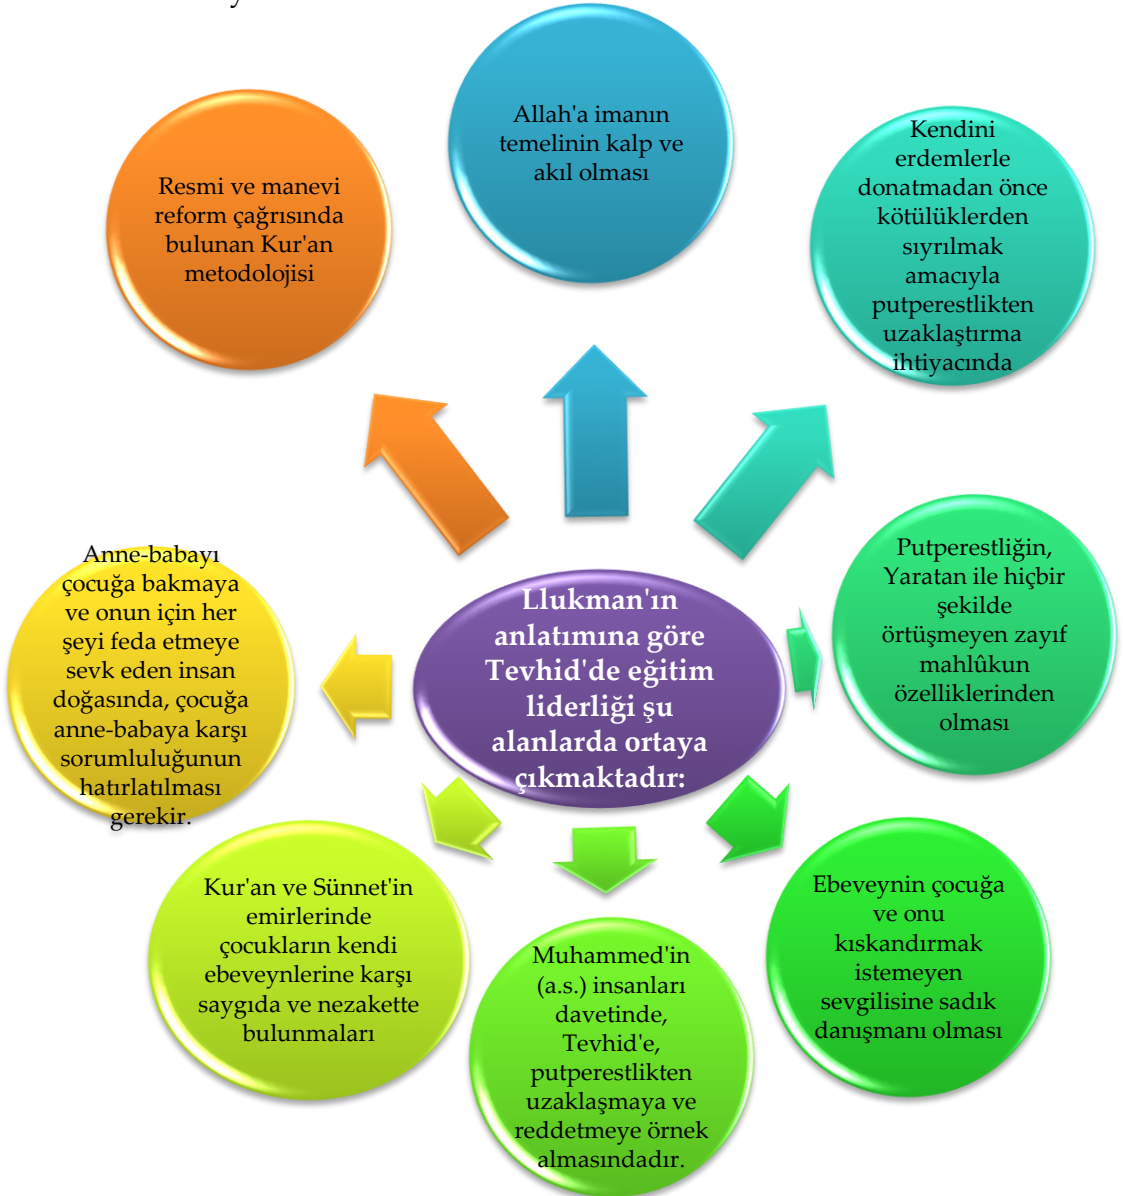 Allah'a imanın
temelinin kalp ve
akıl olması
Kendini
erdemlerle
donatmadan önce
kötülüklerden
sıyrılmak
amacıyla
putperestlikten
uzaklaştırma
ihtiyacında
Resmi ve manevi
reform çağrısında
bulunan Kur'an
metodolojisi
Putperestliğin,
Yaratan ile hiçbir
şekilde
örtüşmeyen zayıf
mahlûkun
özelliklerinden
olması
Llukman'ın
anlatımına göre
Tevhid'de eğitim
liderliği şu
alanlarda ortaya
çıkmaktadır:
Anne-babayı
çocuğa bakmaya
ve onun için her
şeyi feda etmeye
sevk eden insan
doğasında, çocuğa
anne-babaya karşı
sorumluluğunun
hatırlatılması
gerekir.
Ebeveynin çocuğa
ve onu
kıskandırmak
istemeyen
sevgilisine sadık
danışmanı olması
Kur'an ve Sünnet'in
emirlerinde
çocukların kendi
ebeveynlerine karşı
saygıda ve nezakette
bulunmaları
Muhammed'in
(a.s.) insanları
davetinde,
Tevhid'e,
putperestlikten
uzaklaşmaya ve
reddetmeye örnek
almasındadır.